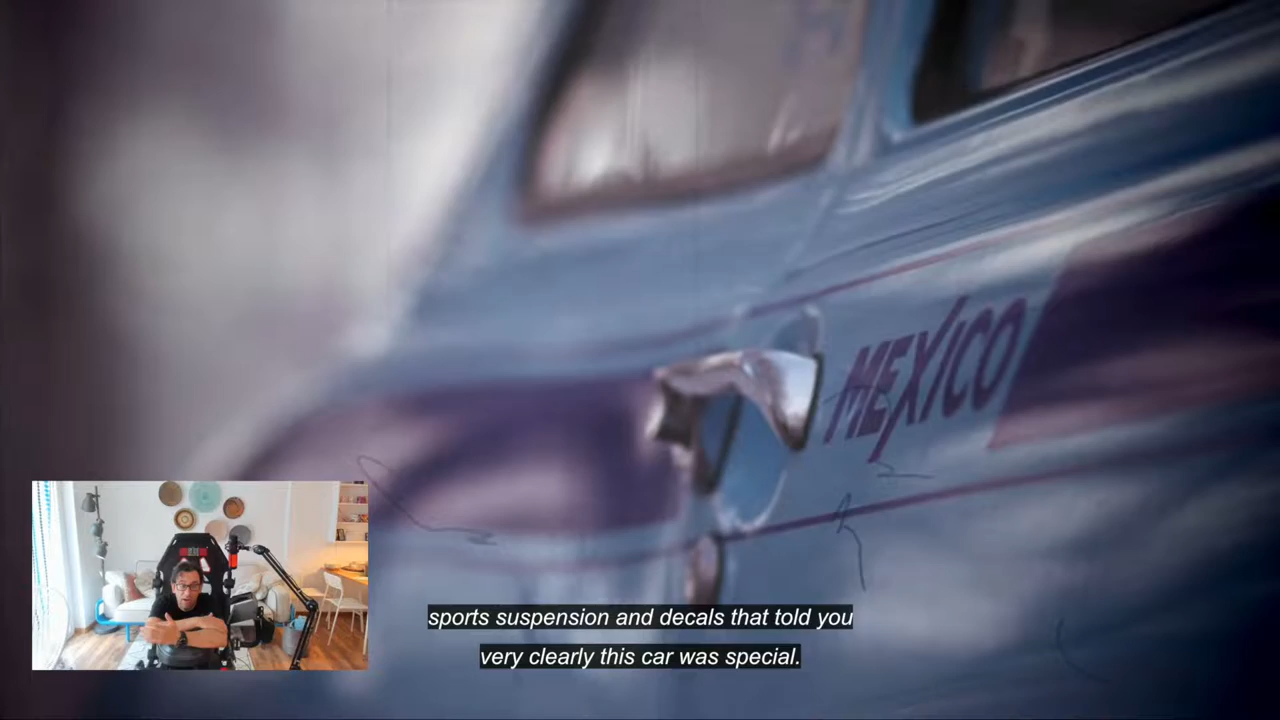 MEXICO
sports suspension and decals that told you
very clearly this car was special.